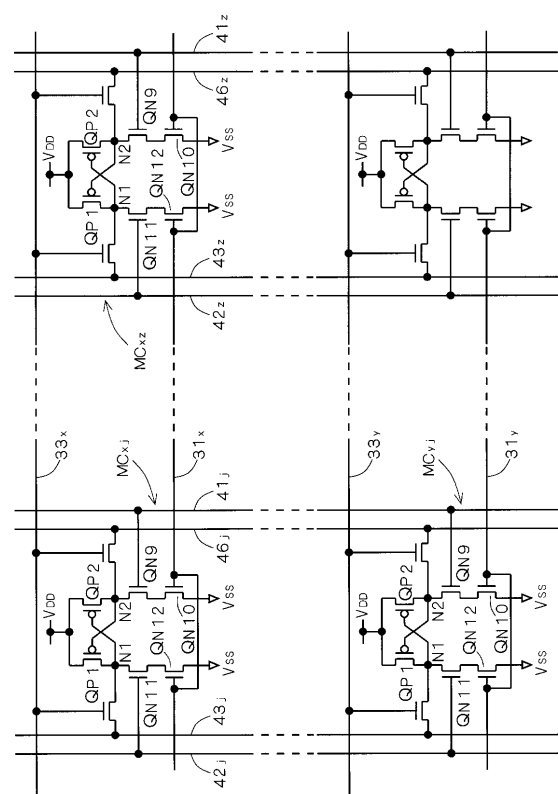 33x
MCxz
43z
42z
QN11
QP1
N1
VDD
QP2
N2
QN12
QN10
QN9
VSS
VSS
46z
41z
33x
MCxj
31x
42j
43j
QN11
QP1
N1
VDD
QP2
N2
QN12
QN10
QN9
VSS
VSS
46j
41j
33y
MCyj
31y
QN11
QP1
N1
VDD
QP2
N2
QN12
QN10
QN9
VSS
VSS